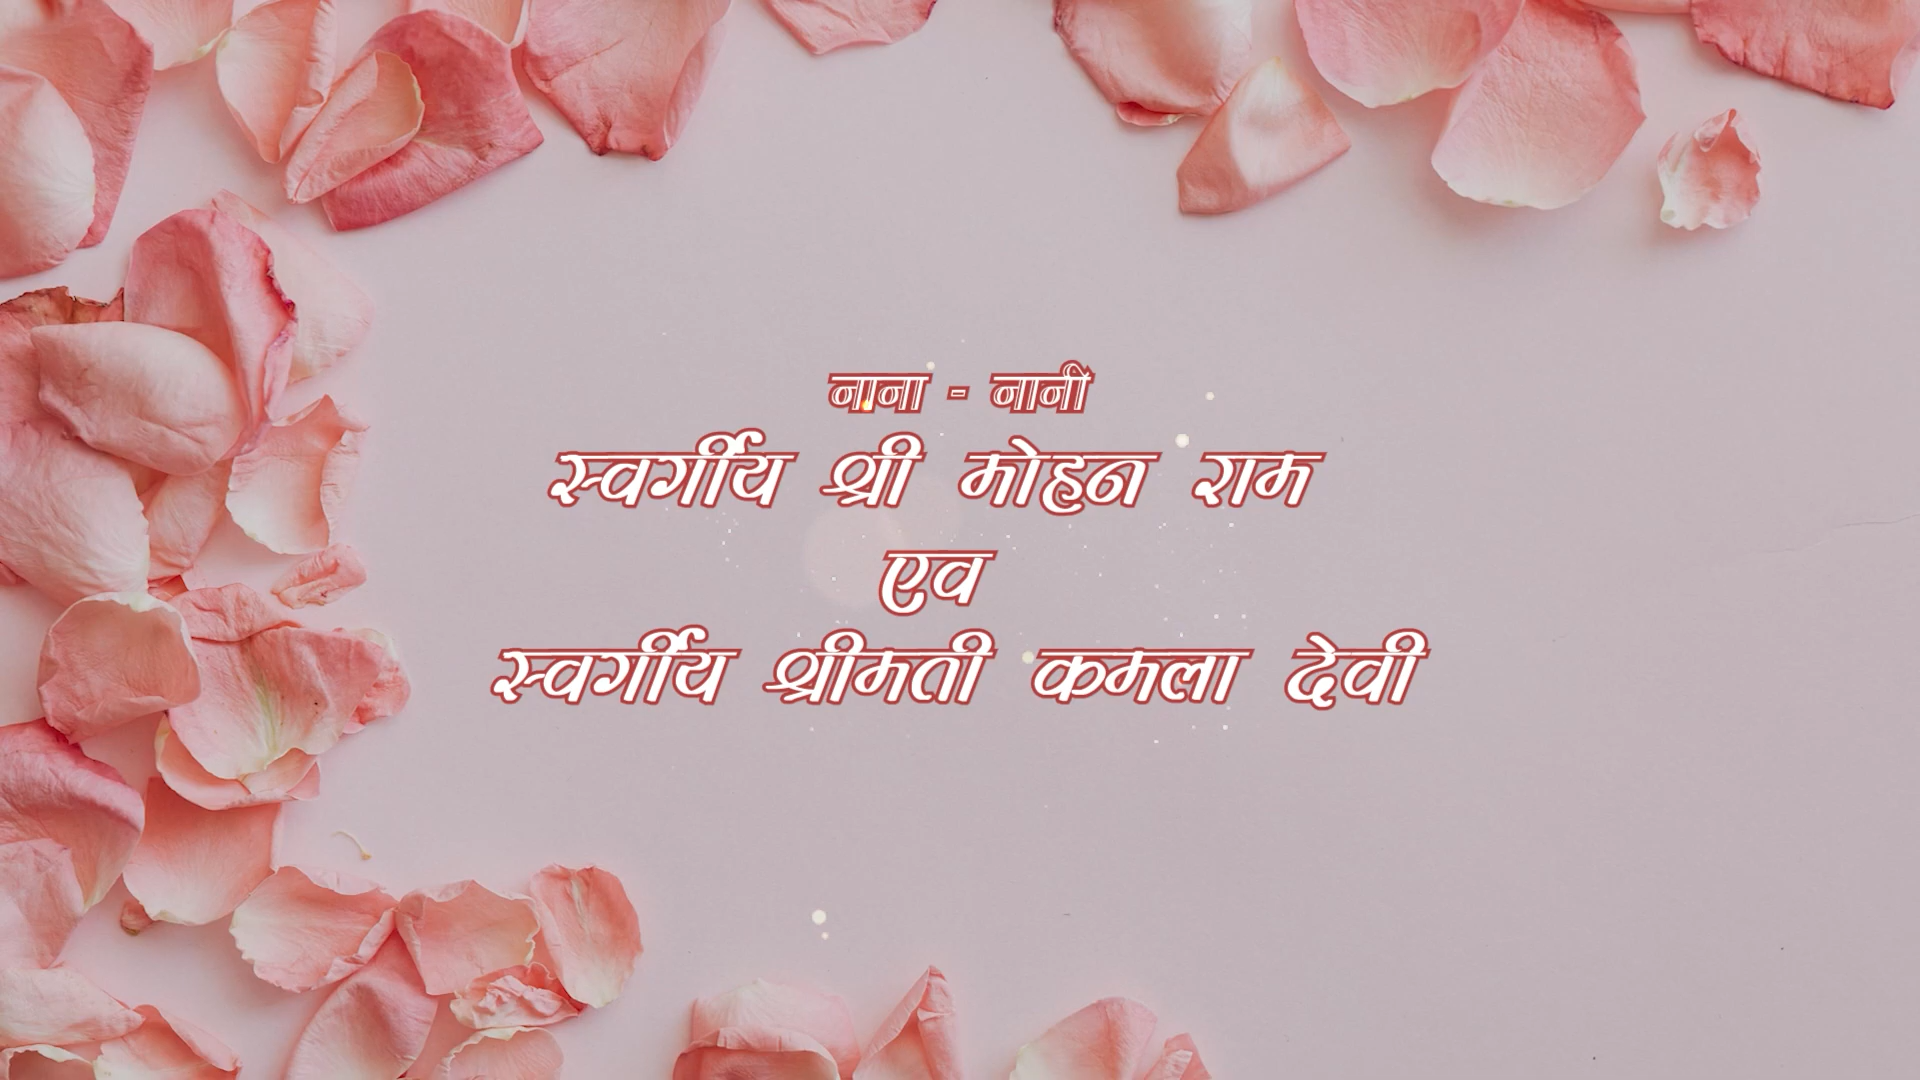 नाना - नानी
स्वर्गीय श्री मोहन राम
एव
स्वर्गीय श्रीमती कमला देवी